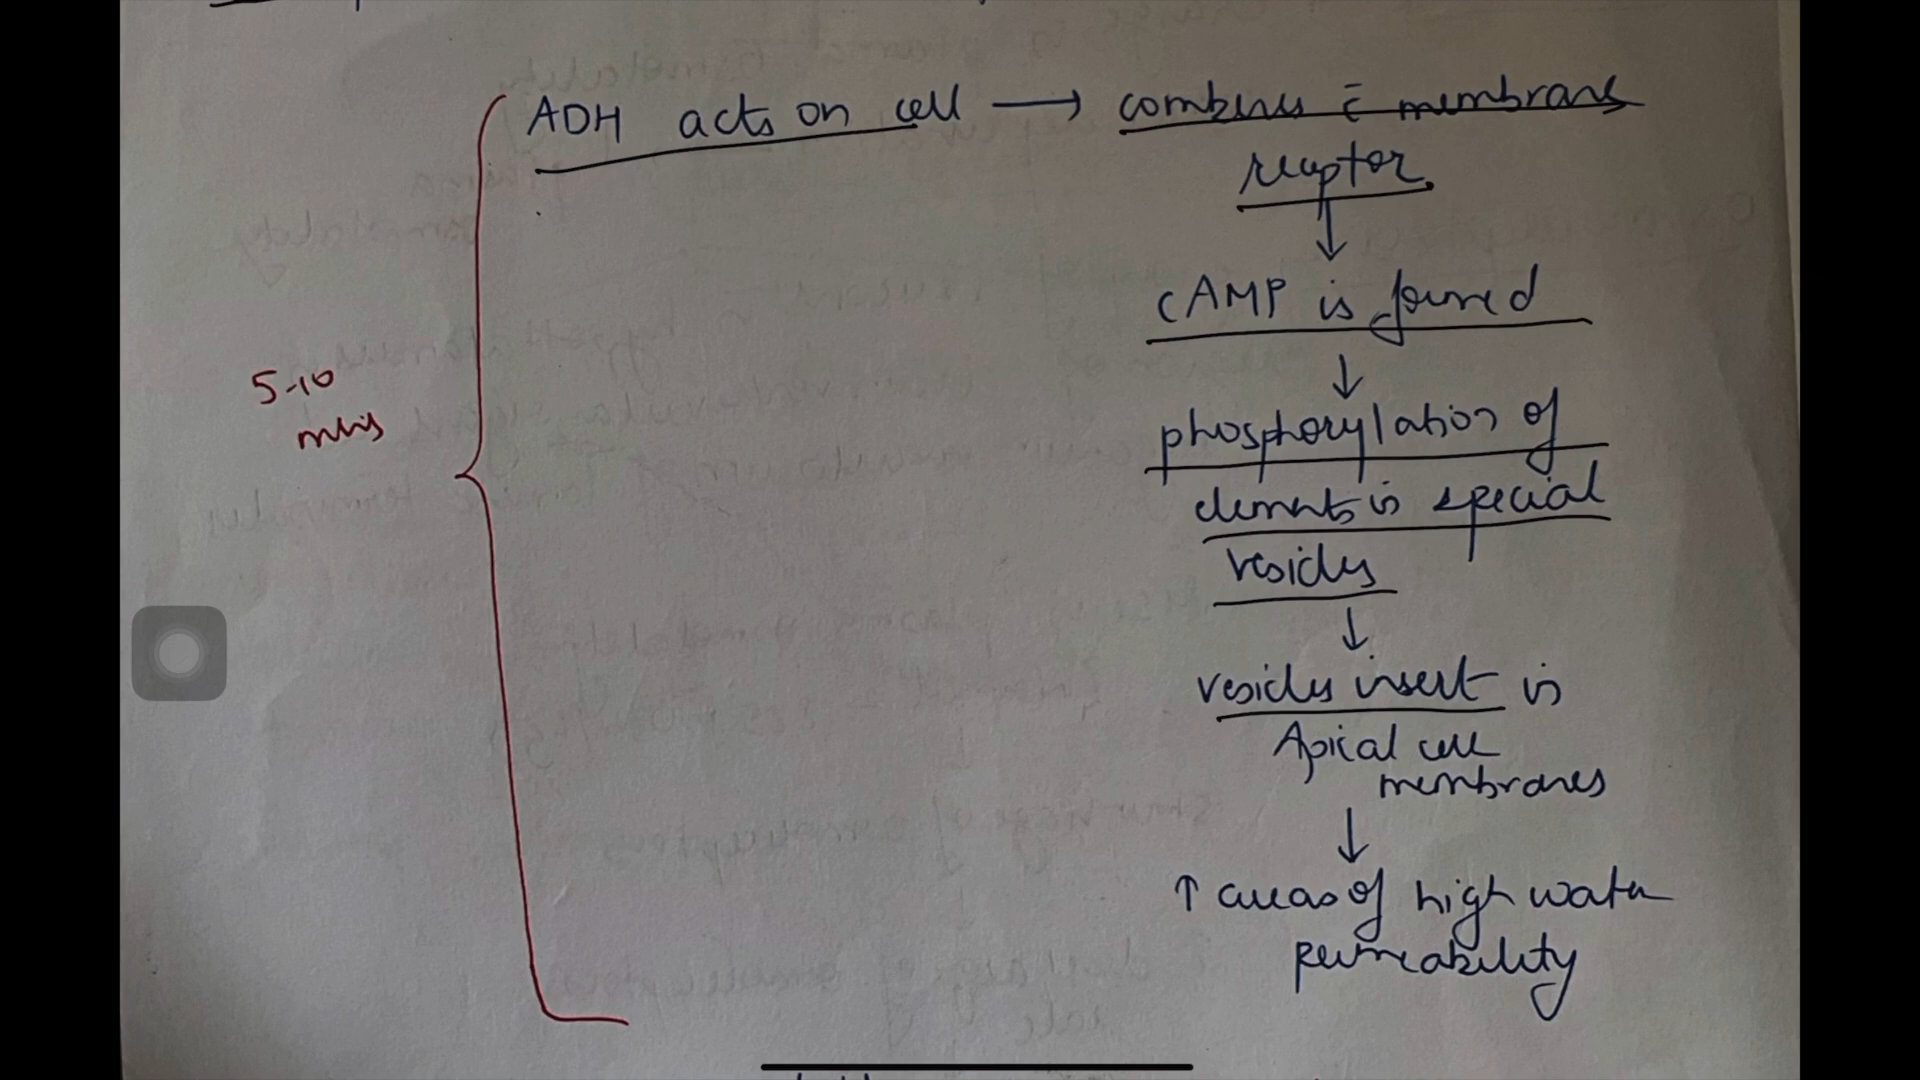 ADH acts on cell → combines c̄ membrane
receptor
↓
cAMP is formed
↓
phosphorylation of
elements in special
vesicles
↓
vesicles insert in
Apical cell
membranes
↓
↑ areas of high water
permeability
5-10
mins